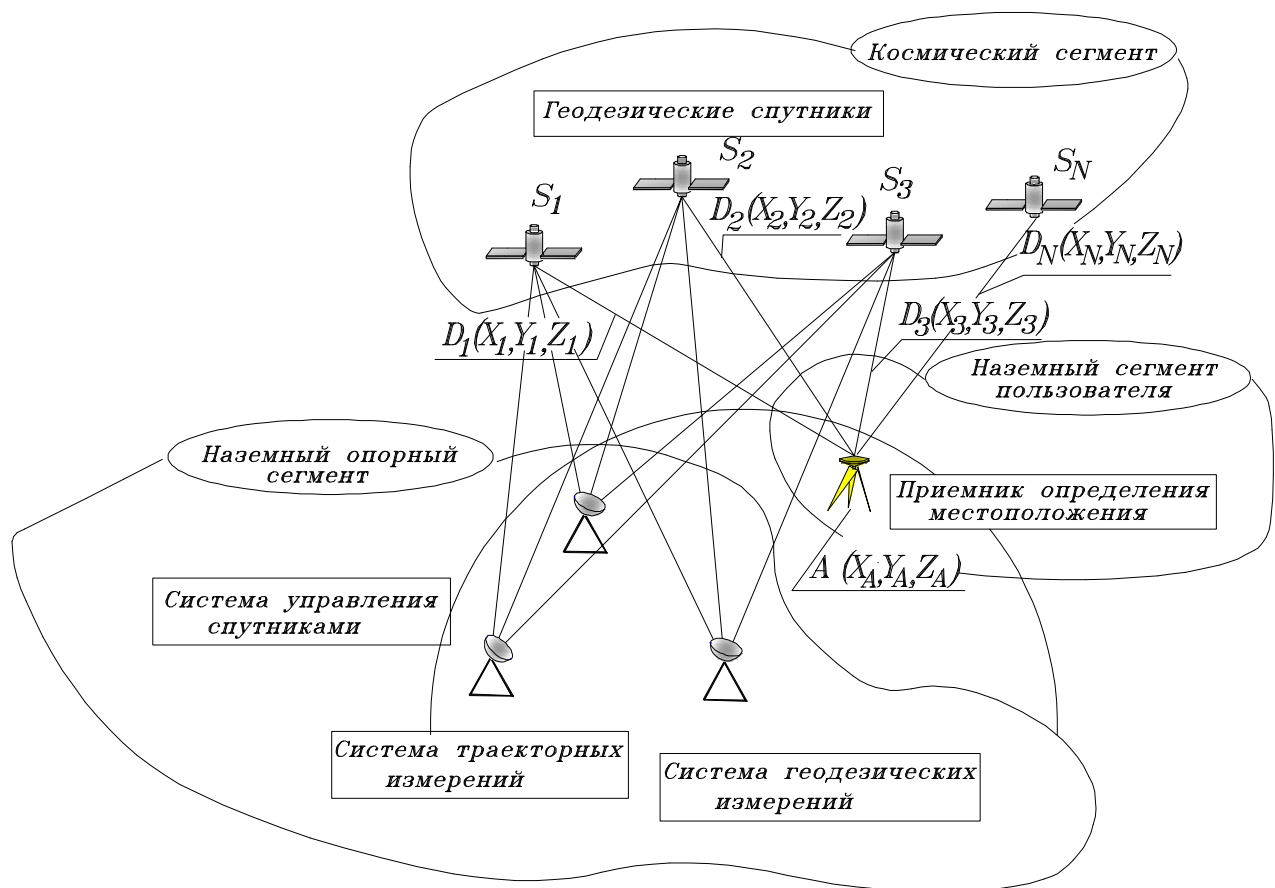 Космический сегмент
Геодезические спутники
S1
S2
S3
SN
D2(X2,Y2,Z2)
DN(XN,YN,ZN)
D3(X3,Y3,Z3)
D1(X1,Y1,Z1)
Наземный сегмент
пользователя
Наземный опорный
сегмент
Приемник определения
местоположения
A (XA,YA,ZA)
Система управления
спутниками
Система траекторных
измерений
Система геодезических
измерений